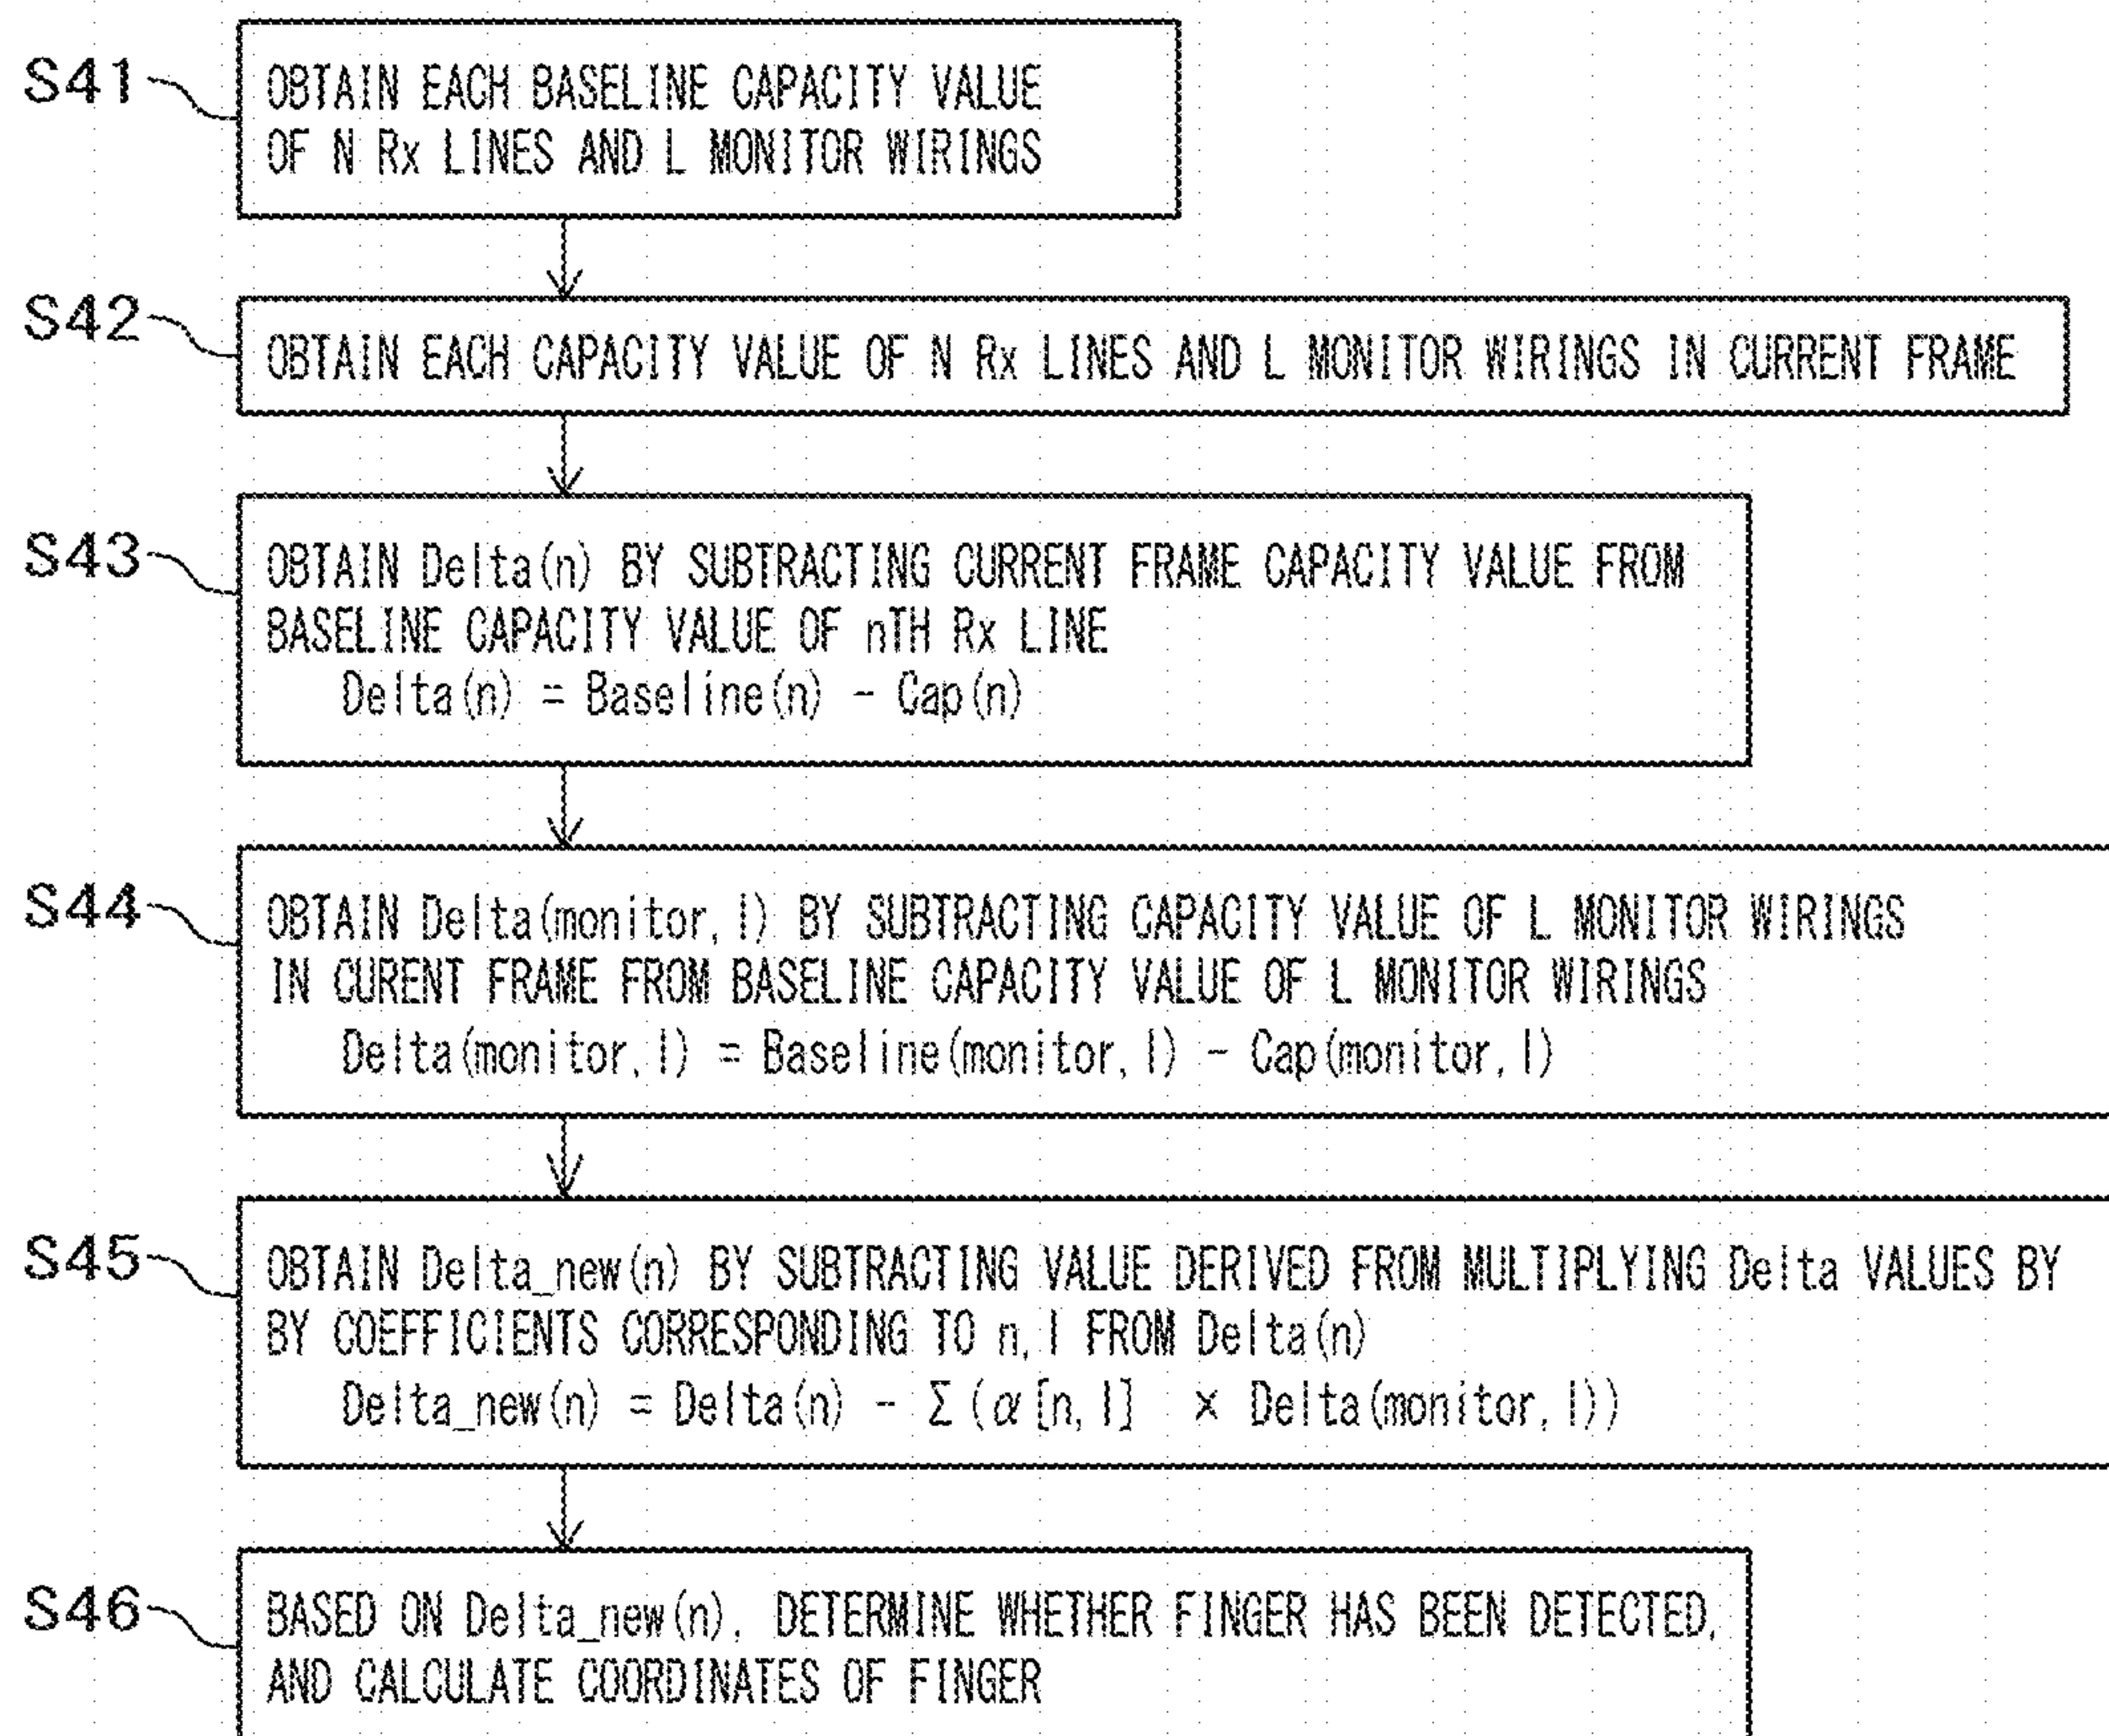 S41
OBTAIN EACH BASELINE CAPACITY VALUE
OF N Rx LINES AND L MONITOR WIRINGS
S42
OBTAIN EACH CAPACITY VALUE OF N Rx LINES AND L MONITOR WIRINGS IN CURRENT FRAME
S43
OBTAIN Delta(n) BY SUBTRACTING CURRENT FRAME CAPACITY VALUE FROM
BASELINE CAPACITY VALUE OF nTH Rx LINE
Delta(n) = Baseline(n) - Cap(n)
S44
OBTAIN Delta(monitor, l) BY SUBTRACTING CAPACITY VALUE OF L MONITOR WIRINGS
IN CURENT FRAME FROM BASELINE CAPACITY VALUE OF L MONITOR WIRINGS
Delta(monitor, l) = Baseline(monitor, l) - Cap(monitor, l)
S45
OBTAIN Delta_new(n) BY SUBTRACTING VALUE DERIVED FROM MULTIPLYING Delta VALUES BY
BY COEFFICIENTS CORRESPONDING TO n, l FROM Delta(n)
Delta_new(n) = Delta(n) - Σ(α[n, l] × Delta(monitor, l))
S46
BASED ON Delta_new(n), DETERMINE WHETHER FINGER HAS BEEN DETECTED,
AND CALCULATE COORDINATES OF FINGER